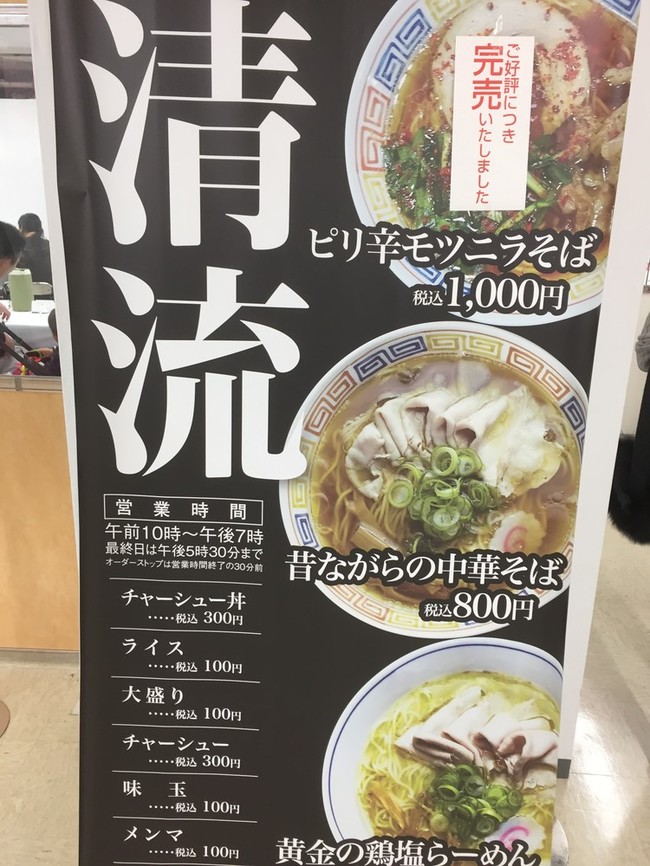 清流
ご好評につき
完売いたしました
ピリ辛モツニラそば
税込1,000円
昔ながらの中華そば
税込800円
黄金の鶏塩らーめん
営業時間
午前10時〜午後7時
最終日は午後5時30分まで
オーダーストップは営業時間終了の30分前
チャーシュー丼
‥‥‥税込 300円
ライス
‥‥‥税込 100円
大盛り
‥‥‥税込 100円
チャーシュー
‥‥‥税込 300円
味 玉
‥‥‥税込 100円
メンマ
‥‥‥税込 100円